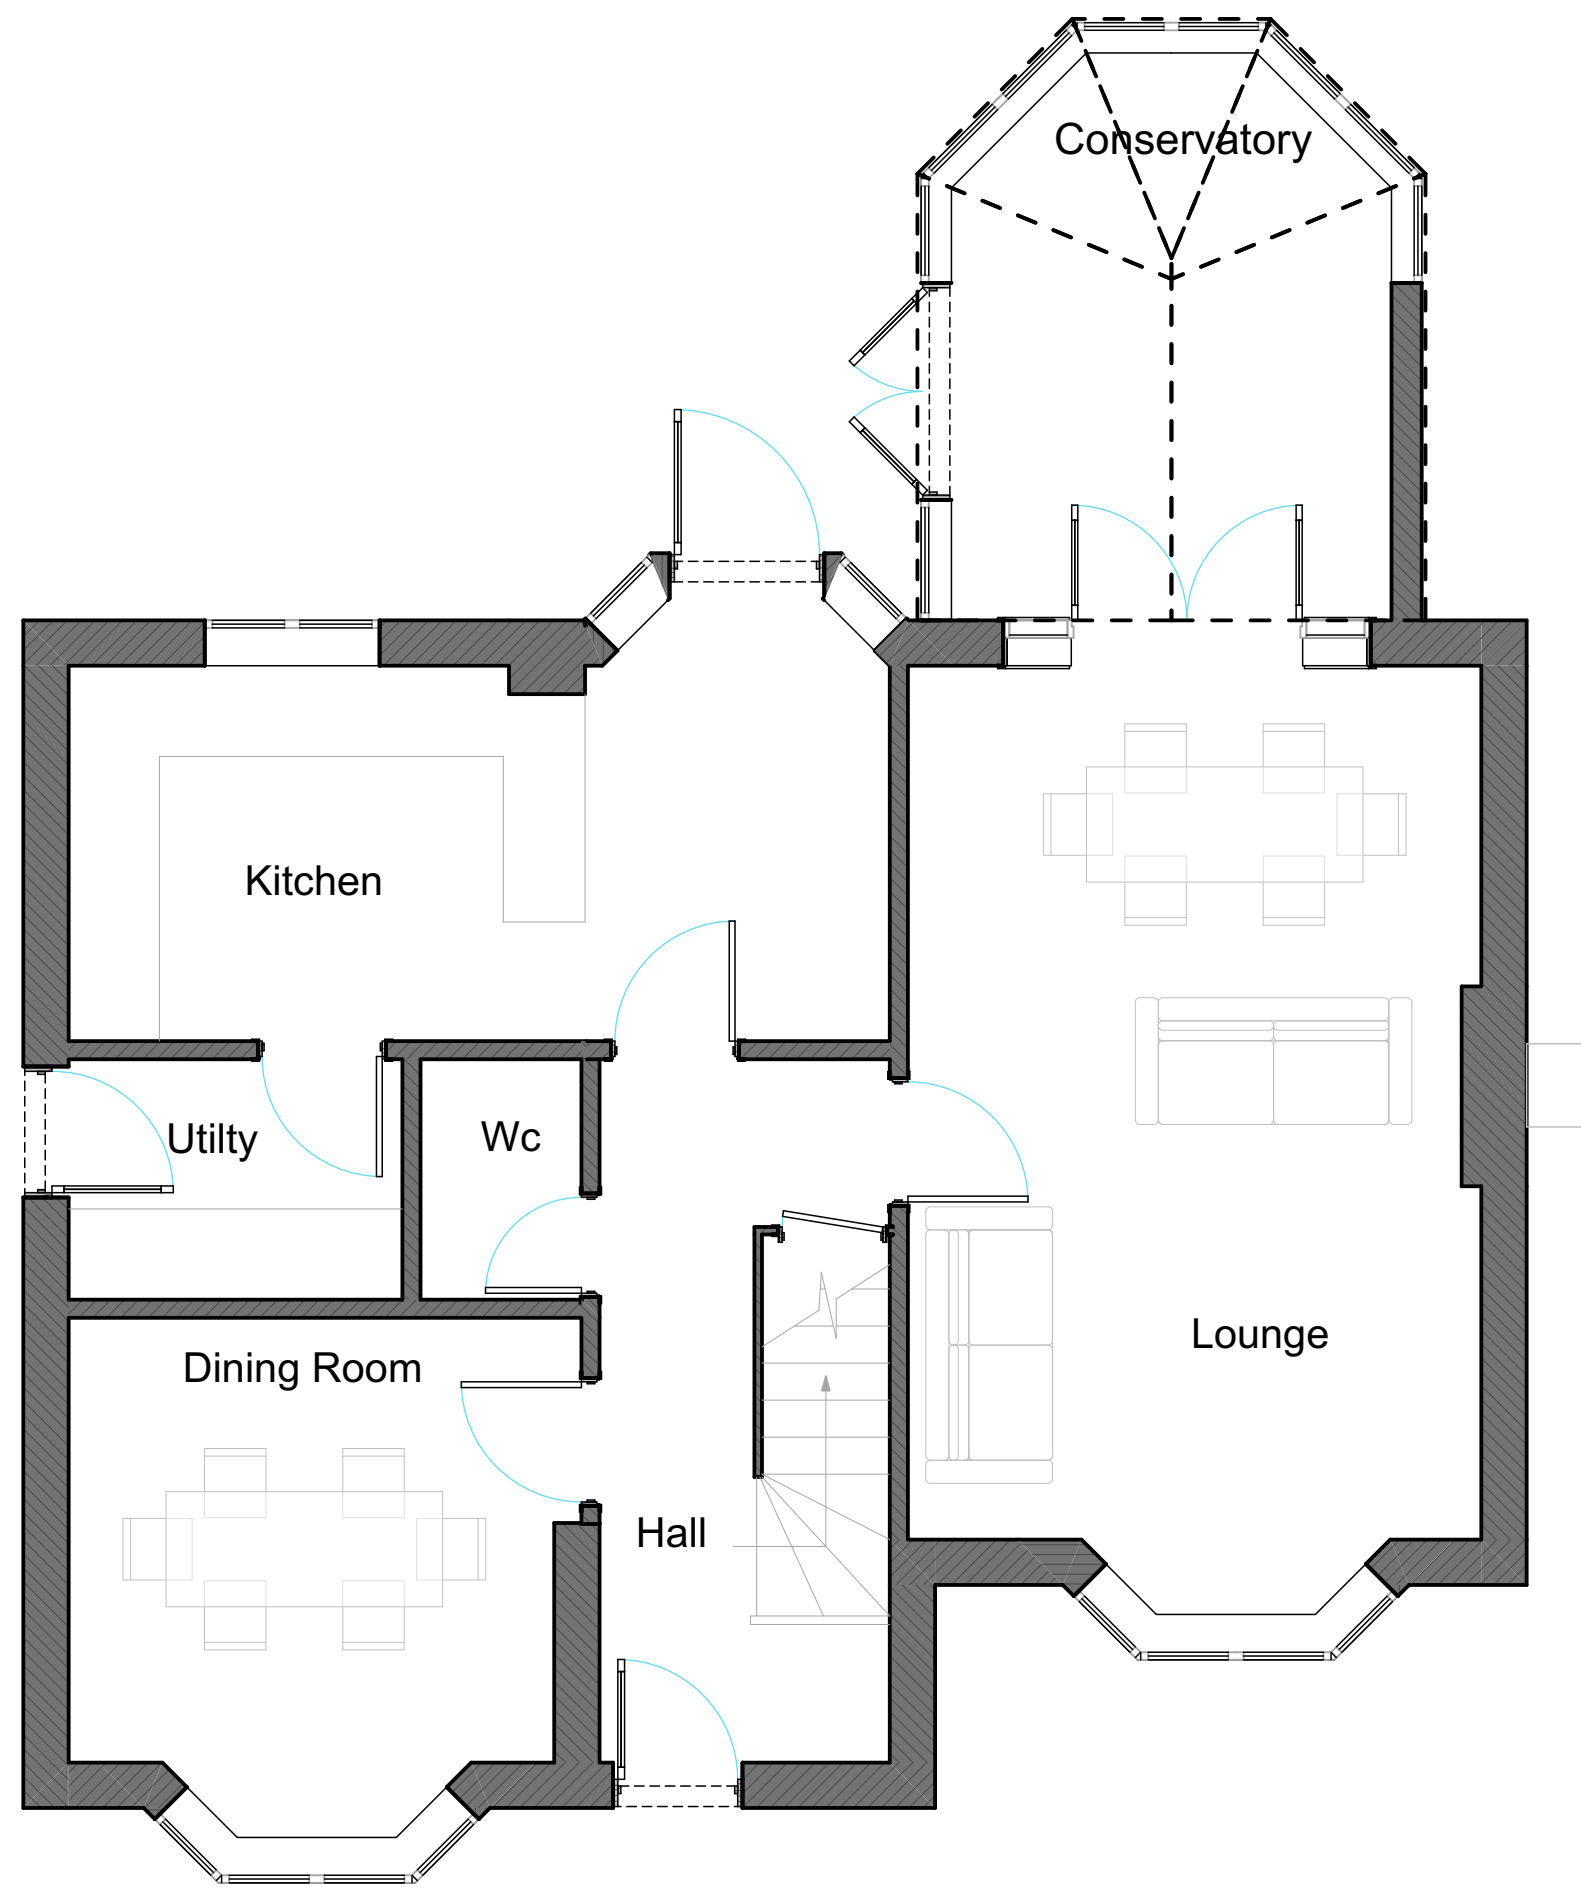 Conservatory
Kitchen
Utilty
Wc
Lounge
Dining Room
Hall